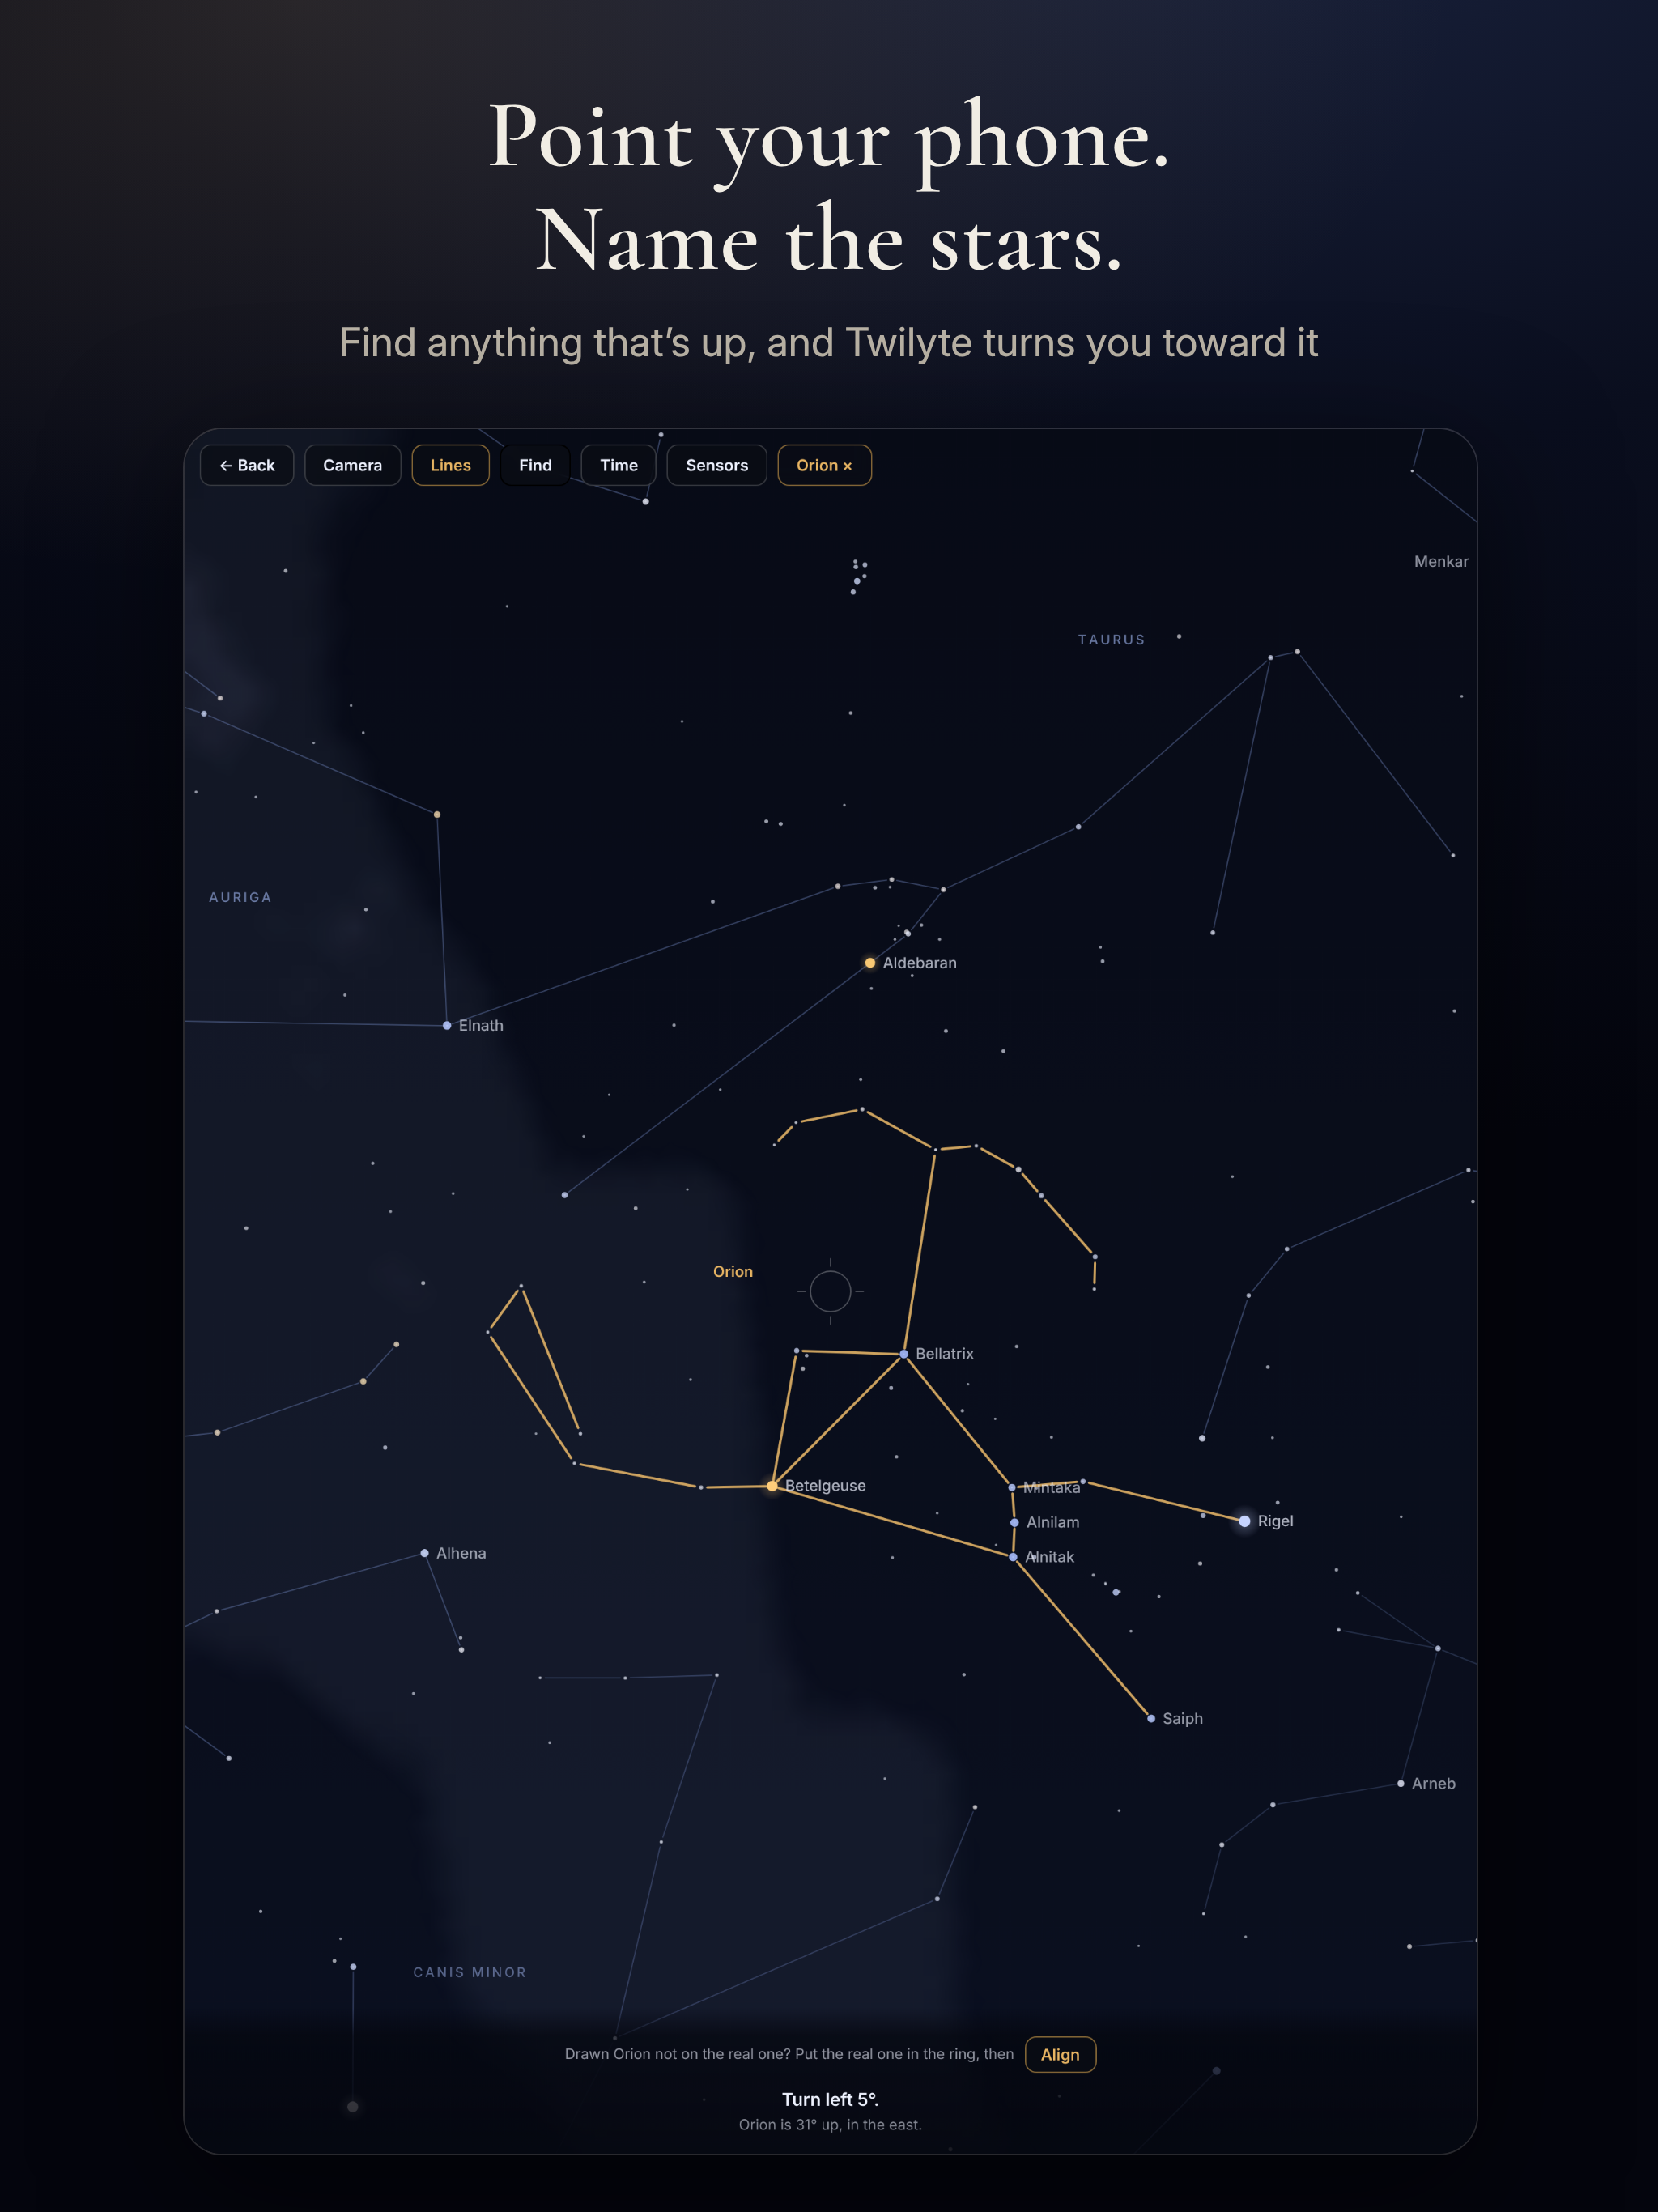 Point your phone.
Name the stars.
Find anything that’s up, and Twilyte turns you toward it
← Back
Camera
Lines
Find
Time
Sensors
Orion ×
Menkar
TAURUS
AURIGA
Aldebaran
Elnath
Orion
Bellatrix
Betelgeuse
Mintaka
Alnilam
Rigel
Alnitak
Alhena
Saiph
Arneb
CANIS MINOR
Drawn Orion not on the real one? Put the real one in the ring, then
Align
Turn left 5°.
Orion is 31° up, in the east.